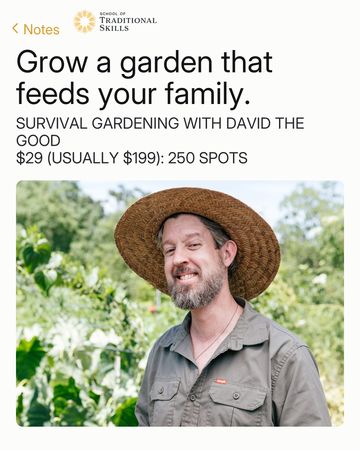 Notes
SCHOOL OF
TRADITIONAL
SKILLS
Grow a garden that
feeds your family.
SURVIVAL GARDENING WITH DAVID THE
GOOD
$29 (USUALLY $199): 250 SPOTS